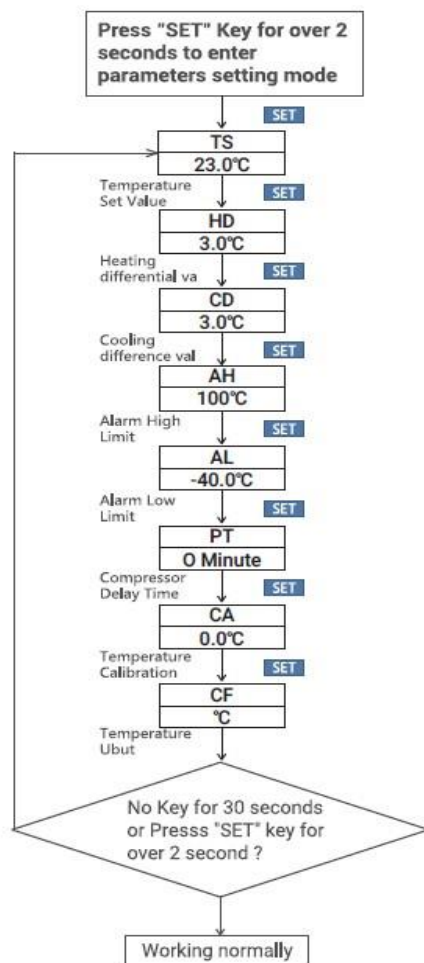 Press "SET" Key for over 2
seconds to enter
parameters setting mode
SET
TS
23.0℃
Temperature
Set Value
SET
HD
3.0℃
Heating
differential va
SET
CD
3.0℃
Cooling
difference val
SET
AH
100℃
Alarm High
Limit
SET
AL
-40.0℃
Alarm Low
Limit
SET
PT
O Minute
Compressor
Delay Time
SET
CA
0.0℃
Temperature
Calibration
SET
CF
℃
Temperature
Ubut
No Key for 30 seconds
or Presss "SET" key for
over 2 second ?
Working normally